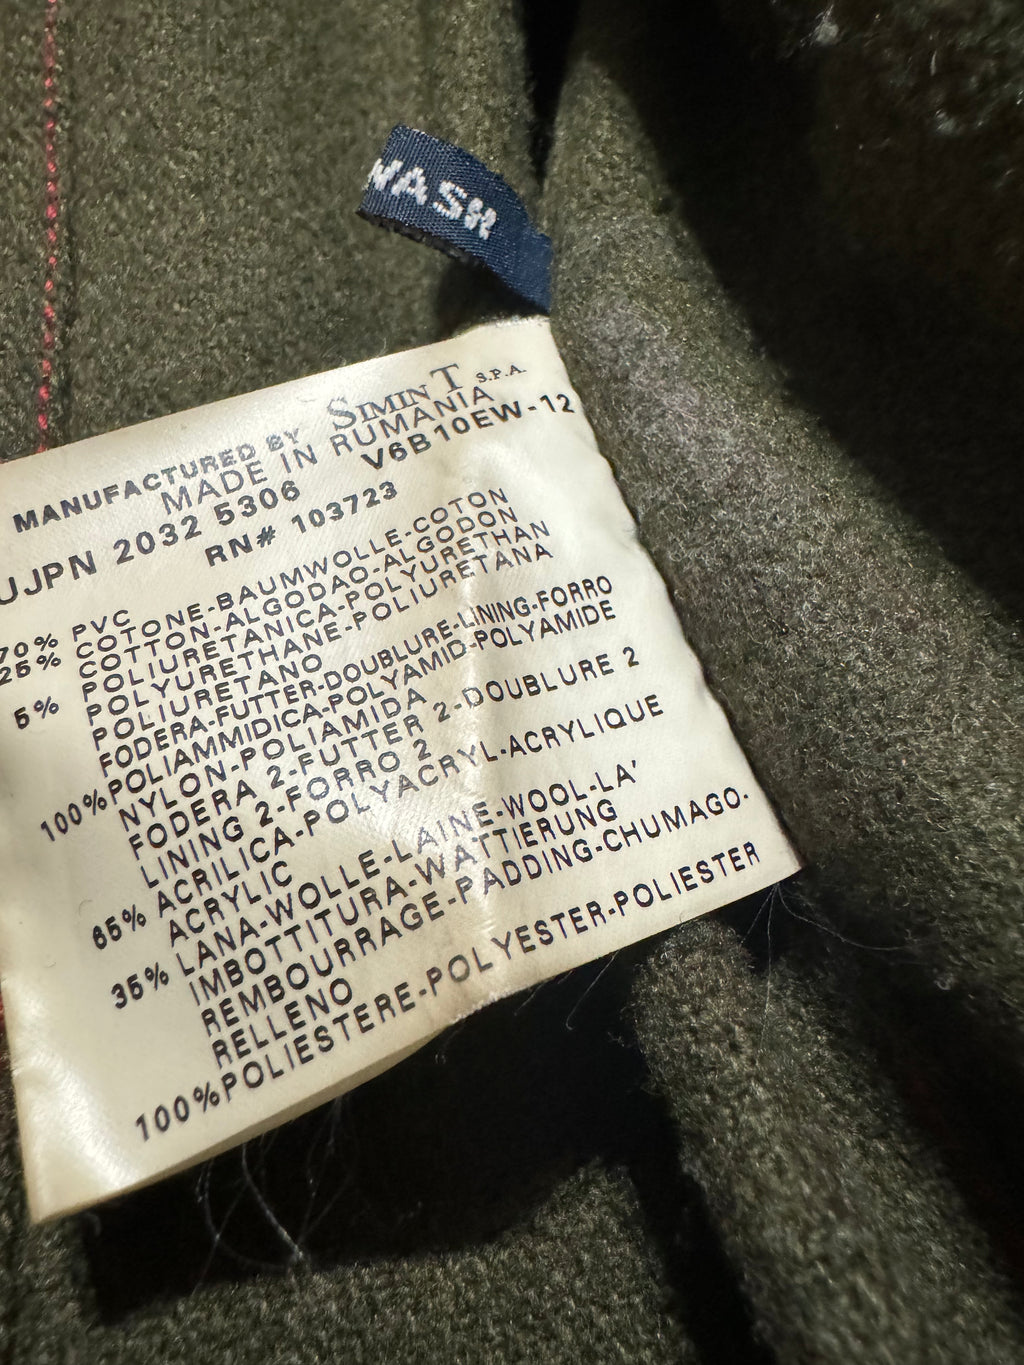 WASH
MANUFACTURED BY SIMINT S.P.A.
MADE IN RUMANIA
UJPN 2032 5306 V6B10EW-12
RN# 103723
70% PVC
25% COTONE-BAUMWOLLE-COTON
COTTON-ALGODAO-ALGODON
5% POLIURETANICA-POLYURETHAN
POLYURETHANE-POLIURETANA
POLIURETANO
FODERA-FUTTER-DOUBLURE-LINING-FORRO
100%POLIAMMIDICA-POLYAMID-POLYAMIDE
NYLON-POLIAMIDA
FODERA 2-FUTTER 2-DOUBLURE 2
LINING 2-FORRO 2
65% ACRILICA-POLYACRYL-ACRYLIQUE
ACRYLIC
35% LANA-WOLLE-LAINE-WOOL-LA'
IMBOTTITURA-WATTIERUNG
REMBOURRAGE-PADDING-CHUMAGO-
RELLENO
100%POLIESTERE-POLYESTER-POLIESTER